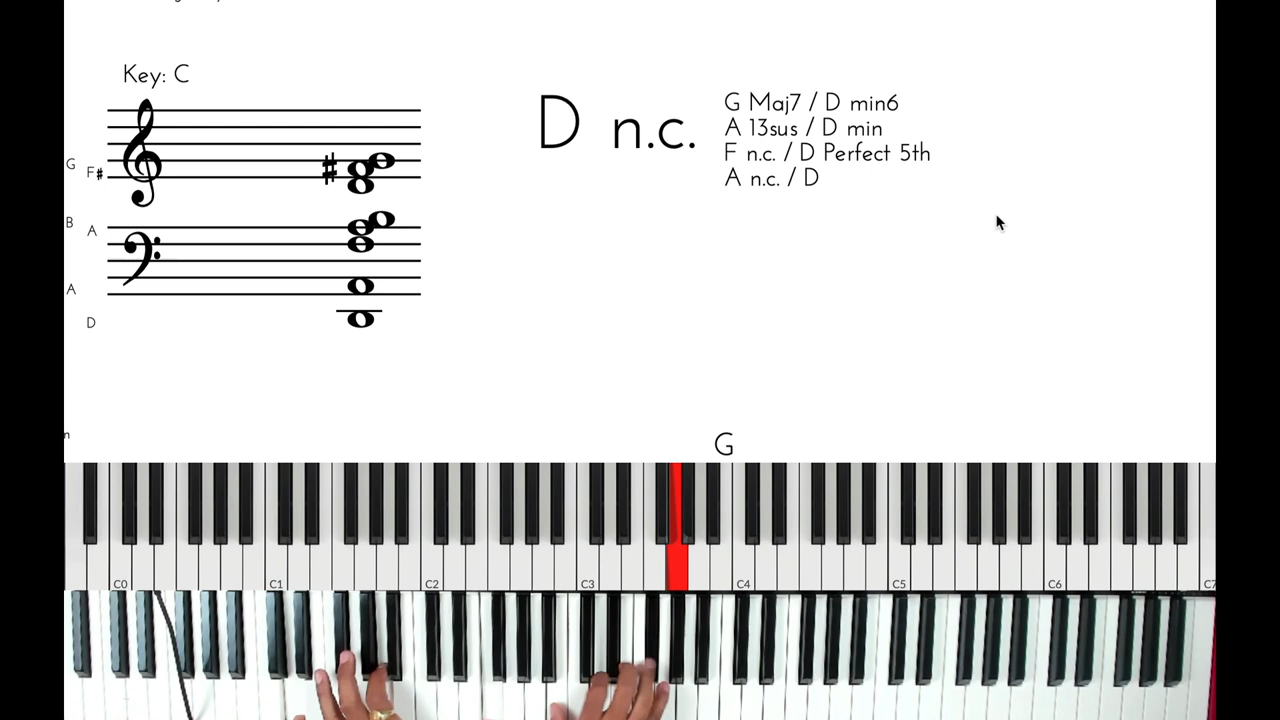 Key: C
D n.c.
G Maj7 / D min6
A 13sus / D min
F n.c. / D Perfect 5th
A n.c. / D
G
F#
B
A
A
D
n
G
C0 C1 C2 C3 C4 C5 C6 C7